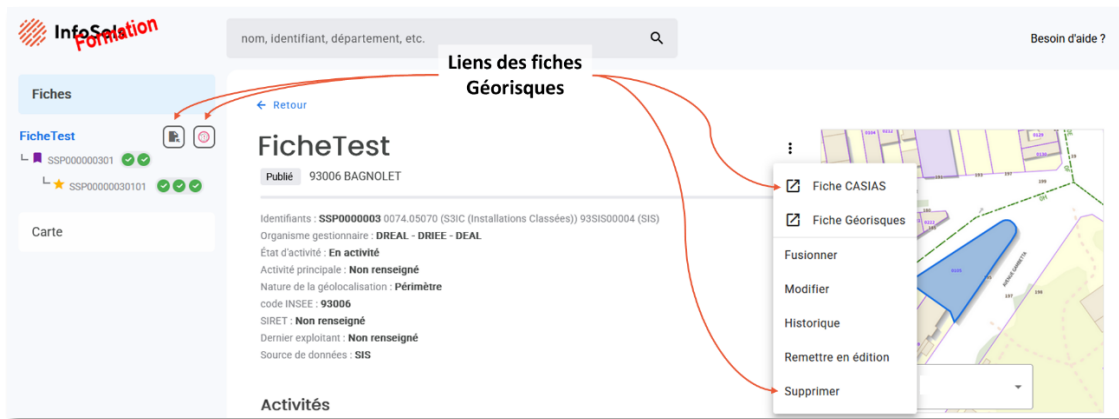 InfoSols
Formation
nom, identifiant, département, etc.
Besoin d'aide ?
Liens des fiches
Géorisques
Fiches
FicheTest
SSP000000301
SSP00000030101
Carte
← Retour
FicheTest
Publié 93006 BAGNOLET
Identifiants : SSP0000003 0074.05070 (S3IC (Installations Classées)) 93SIS00004 (SIS)
Organisme gestionnaire : DREAL - DRIEE - DEAL
État d'activité : En activité
Activité principale : Non renseigné
Nature de la géolocalisation : Périmètre
code INSEE : 93006
SIRET : Non renseigné
Dernier exploitant : Non renseigné
Source de données : SIS
Activités
Fiche CASIAS
Fiche Géorisques
Fusionner
Modifier
Historique
Remettre en édition
Supprimer
AVENUE GAMBETTA